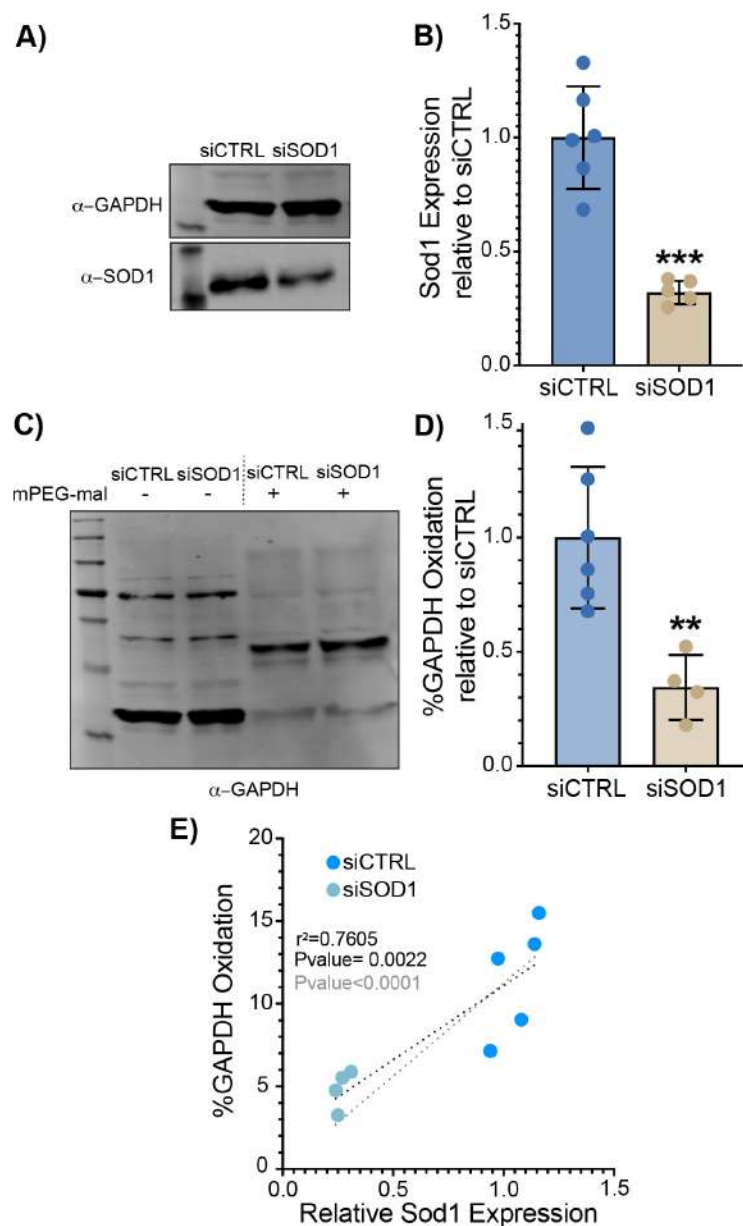 A)
siCTRL siSOD1
α-GAPDH
α-SOD1
B)
Sod1 Expression
relative to siCTRL
1.5
1.0
0.5
0.0
***
siCTRL siSOD1
C)
siCTRL siSOD1 siCTRL siSOD1
mPEG-mal - - + +
α-GAPDH
D)
%GAPDH Oxidation
relative to siCTRL
1.5
1.0
0.5
0.0
**
siCTRL siSOD1
E)
%GAPDH Oxidation
20
15
10
5
0
siCTRL
siSOD1
r²=0.7605
Pvalue= 0.0022
Pvalue<0.0001
0.0 0.5 1.0 1.5
Relative Sod1 Expression